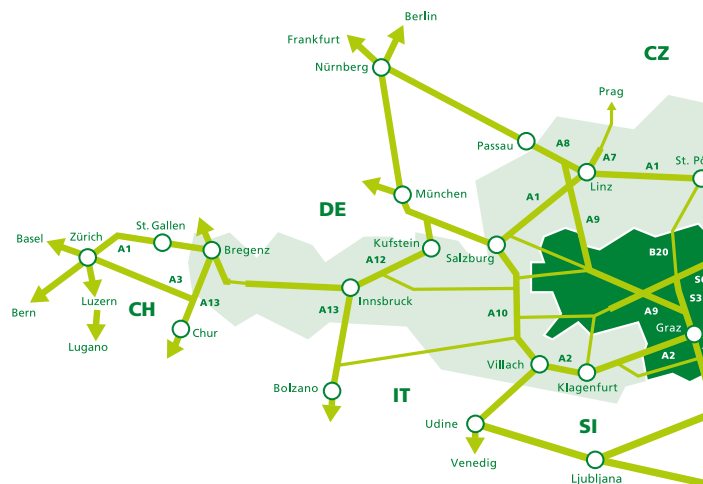 Berlin
Frankfurt
Nürnberg
CZ
Prag
Passau
A8
A7
A1
St. Pö
Linz
München
A1
A9
DE
St. Gallen
Basel
Zürich
A1
Bregenz
Kufstein
Salzburg
B20
A12
A3
Innsbruck
Luzern
A13
A13
A10
A9
S6
S3
Bern
CH
Chur
Graz
Lugano
Villach
A2
A2
Klagenfurt
Bolzano
IT
Udine
SI
Venedig
Ljubljana